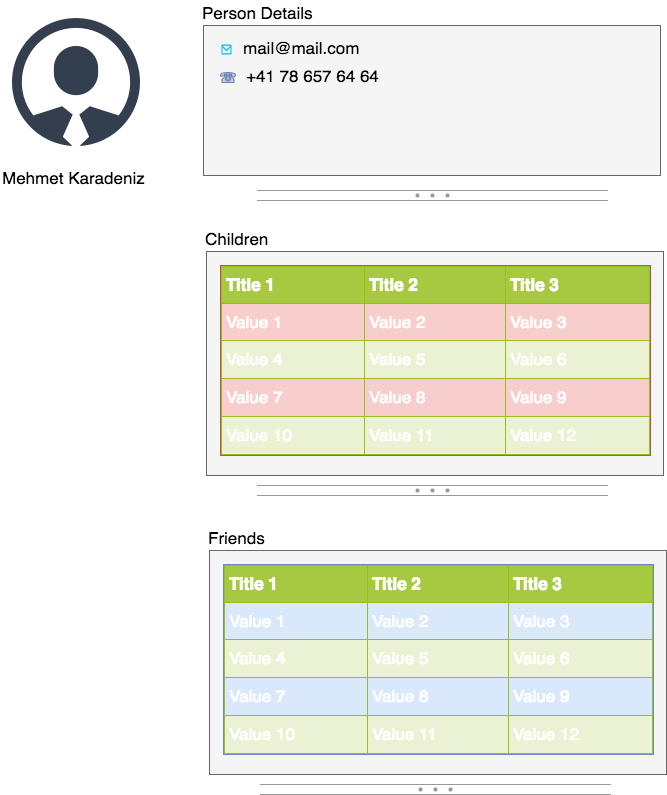 Person Details
mail@mail.com
+41 78 657 64 64
Mehmet Karadeniz
Children
Title 1 Title 2 Title 3
Value 1 Value 2 Value 3
Value 4 Value 5 Value 6
Value 7 Value 8 Value 9
Value 10 Value 11 Value 12
Friends
Title 1 Title 2 Title 3
Value 1 Value 2 Value 3
Value 4 Value 5 Value 6
Value 7 Value 8 Value 9
Value 10 Value 11 Value 12